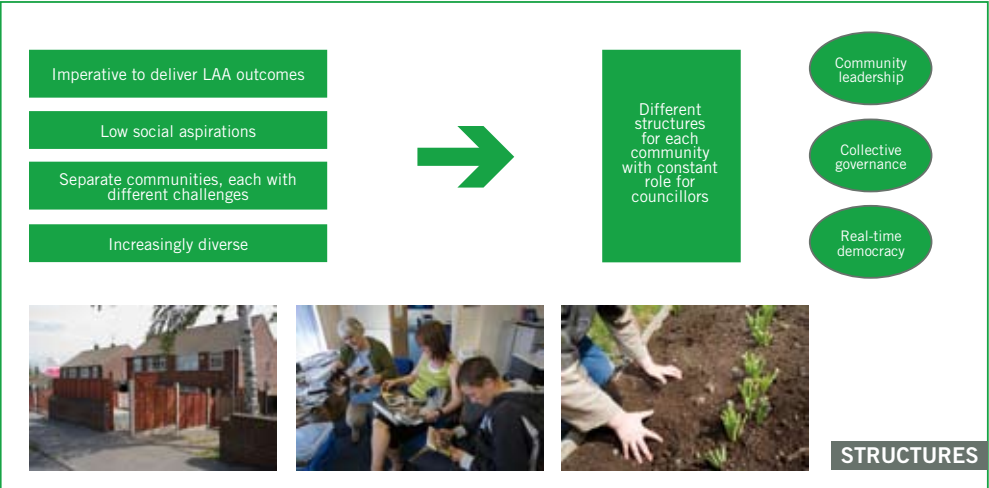 Imperative to deliver LAA outcomes
Low social aspirations
Separate communities, each with
different challenges
Increasingly diverse
Different
structures
for each
community
with constant
role for
councillors
Community
leadership
Collective
governance
Real-time
democracy
STRUCTURES